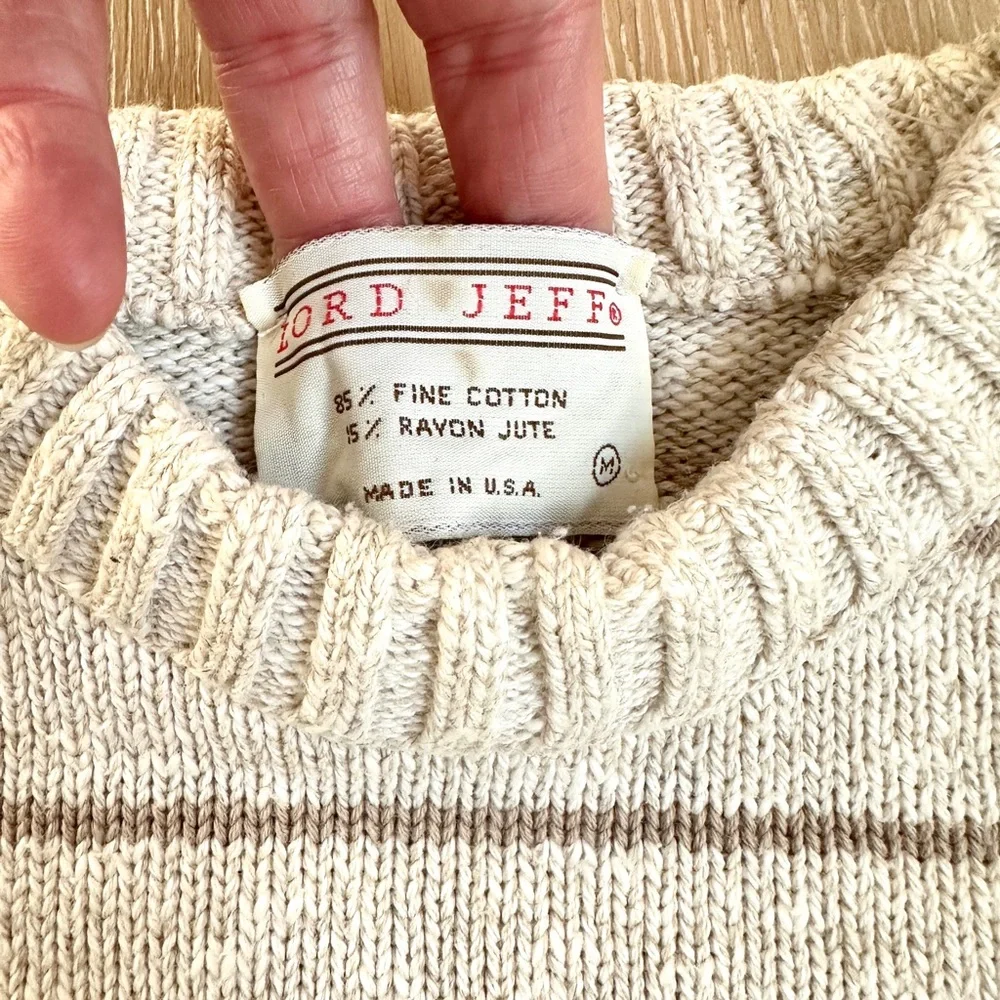 LORD JEFF®
85% FINE COTTON
15% RAYON JUTE
M
MADE IN U.S.A.